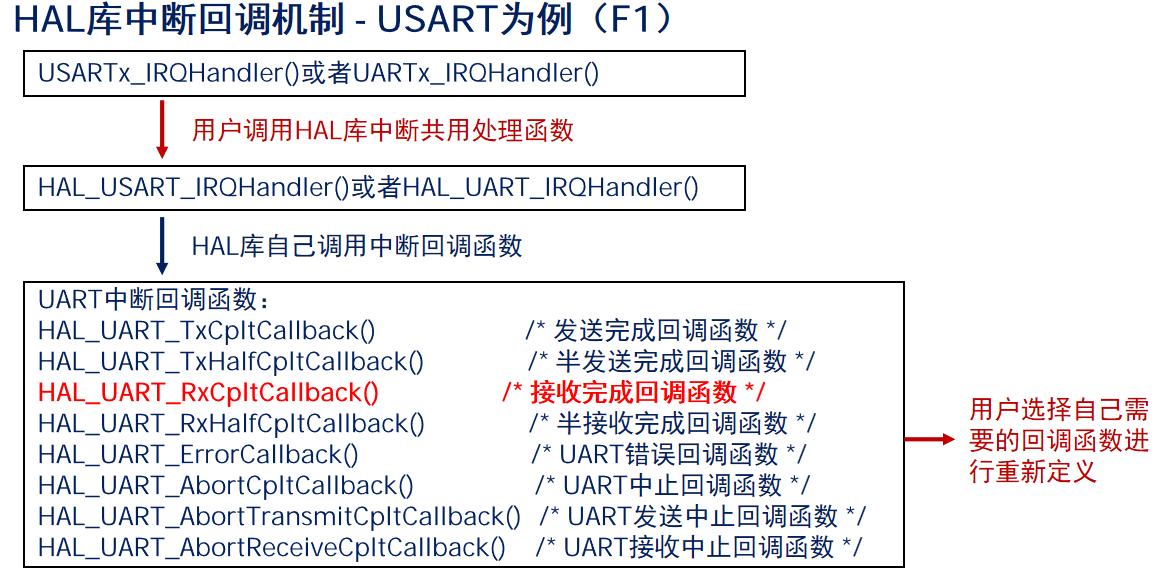 HAL库中断回调机制 - USART为例（F1）
USARTx_IRQHandler()或者UARTx_IRQHandler()
用户调用HAL库中断共用处理函数
HAL_USART_IRQHandler()或者HAL_UART_IRQHandler()
HAL库自己调用中断回调函数
UART中断回调函数：
HAL_UART_TxCpltCallback() /* 发送完成回调函数 */
HAL_UART_TxHalfCpltCallback() /* 半发送完成回调函数 */
HAL_UART_RxCpltCallback() /* 接收完成回调函数 */
HAL_UART_RxHalfCpltCallback() /* 半接收完成回调函数 */
HAL_UART_ErrorCallback() /* UART错误回调函数 */
HAL_UART_AbortCpltCallback() /* UART中止回调函数 */
HAL_UART_AbortTransmitCpltCallback() /* UART发送中止回调函数 */
HAL_UART_AbortReceiveCpltCallback() /* UART接收中止回调函数 */
用户选择自己需
要的回调函数进
行重新定义